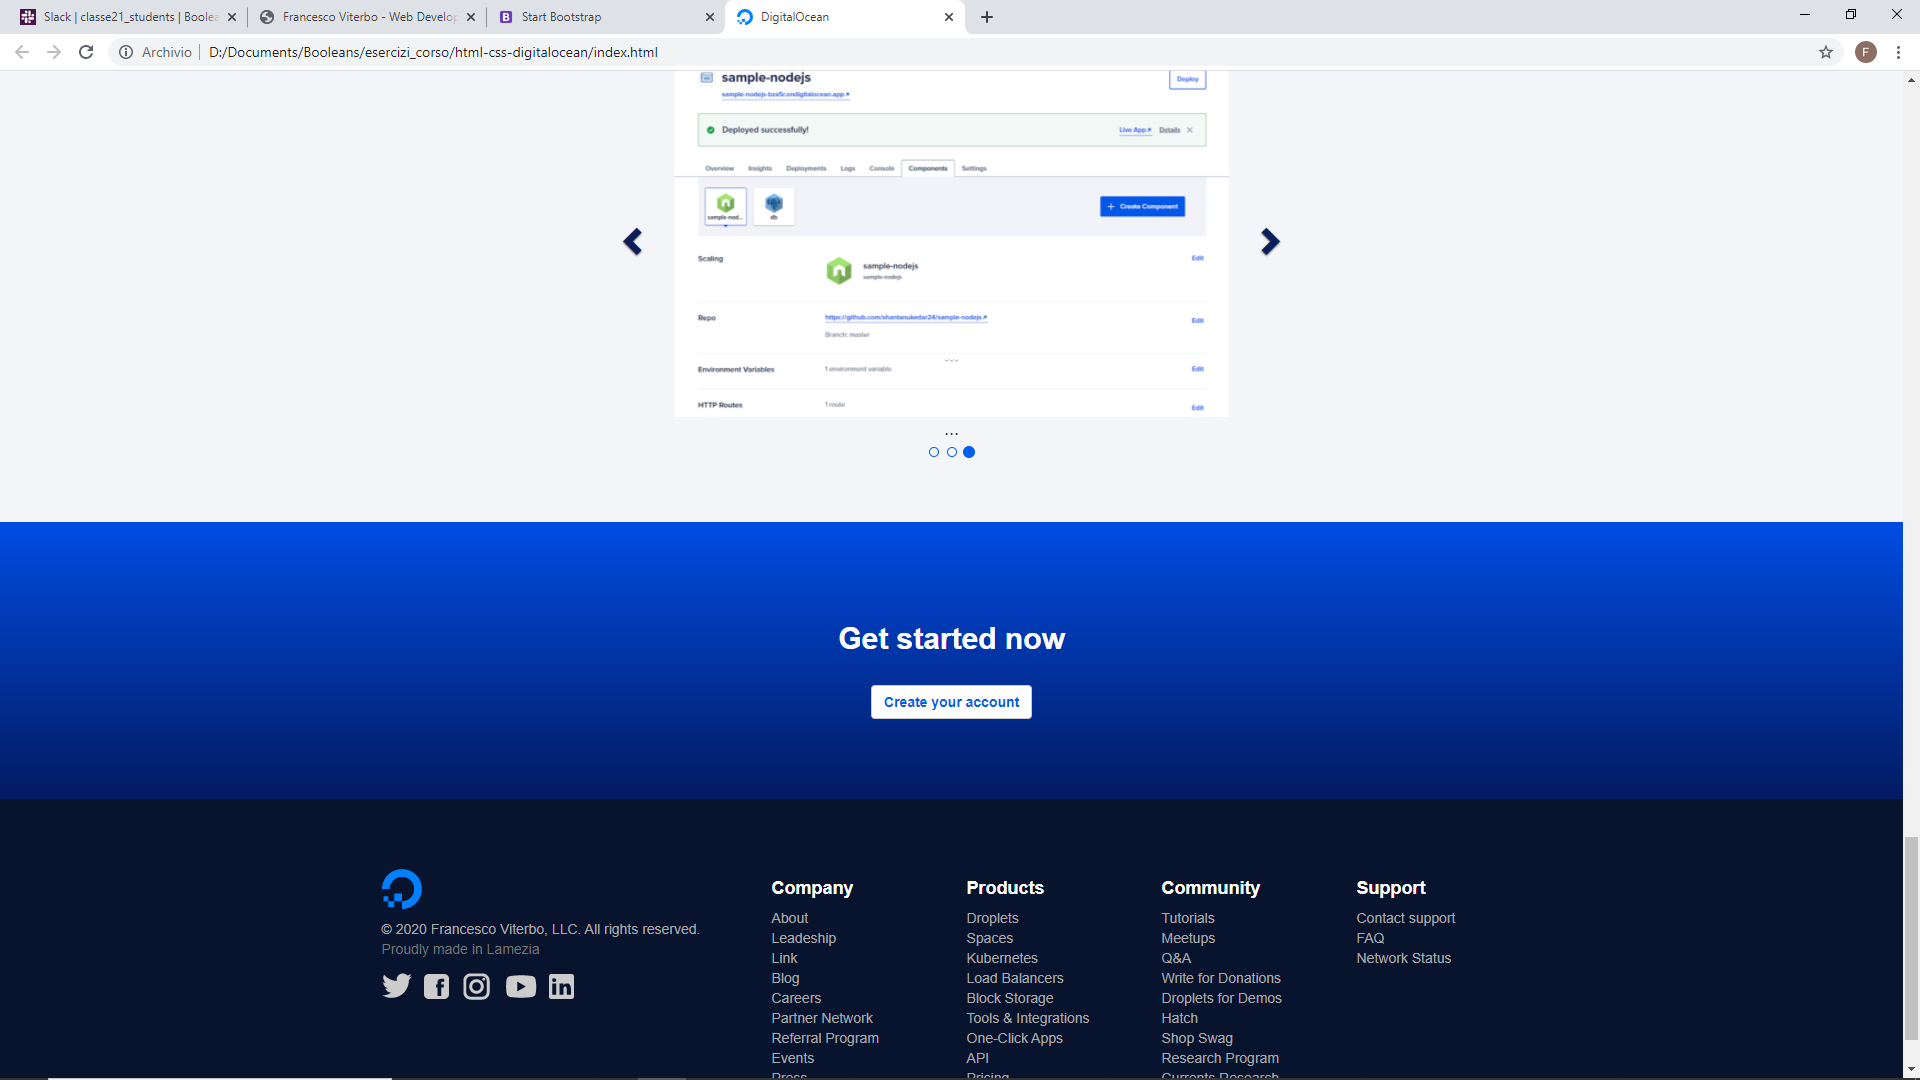 Slack | classe21_students | Boolea
Francesco Viterbo - Web Develop
Start Bootstrap
DigitalOcean
Archivio | D:/Documents/Booleans/esercizi_corso/html-css-digitalocean/index.html
F
sample-nodejs
Deploy
sample-nodejs-bza5r.ondigitalocean.app
Deployed successfully!
Live App Details
Overview Insights Deployments Logs Console Components Settings
sample-nod... db
+ Create Component
Scaling
sample-nodejs
sample-nodejs
Edit
Repo
https://github.com/shantanukedar24/sample-nodejs
Edit
Branch: master
Environment Variables
1 environment variable
Edit
HTTP Routes
1 route
Edit
...
Get started now
Create your account
© 2020 Francesco Viterbo, LLC. All rights reserved.
Proudly made in Lamezia
Company
About
Leadeship
Link
Blog
Careers
Partner Network
Referral Program
Events
Press
Products
Droplets
Spaces
Kubernetes
Load Balancers
Block Storage
Tools & Integrations
One-Click Apps
API
Pricing
Community
Tutorials
Meetups
Q&A
Write for Donations
Droplets for Demos
Hatch
Shop Swag
Research Program
Currents Research
Support
Contact support
FAQ
Network Status